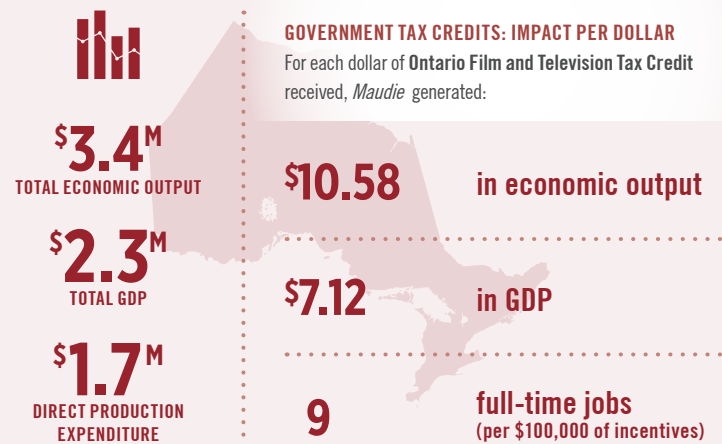 $3.4M
TOTAL ECONOMIC OUTPUT
$2.3M
TOTAL GDP
$1.7M
DIRECT PRODUCTION
EXPENDITURE
GOVERNMENT TAX CREDITS: IMPACT PER DOLLAR
For each dollar of Ontario Film and Television Tax Credit
received, Maudie generated:
$10.58 in economic output
$7.12 in GDP
9 full-time jobs
(per $100,000 of incentives)